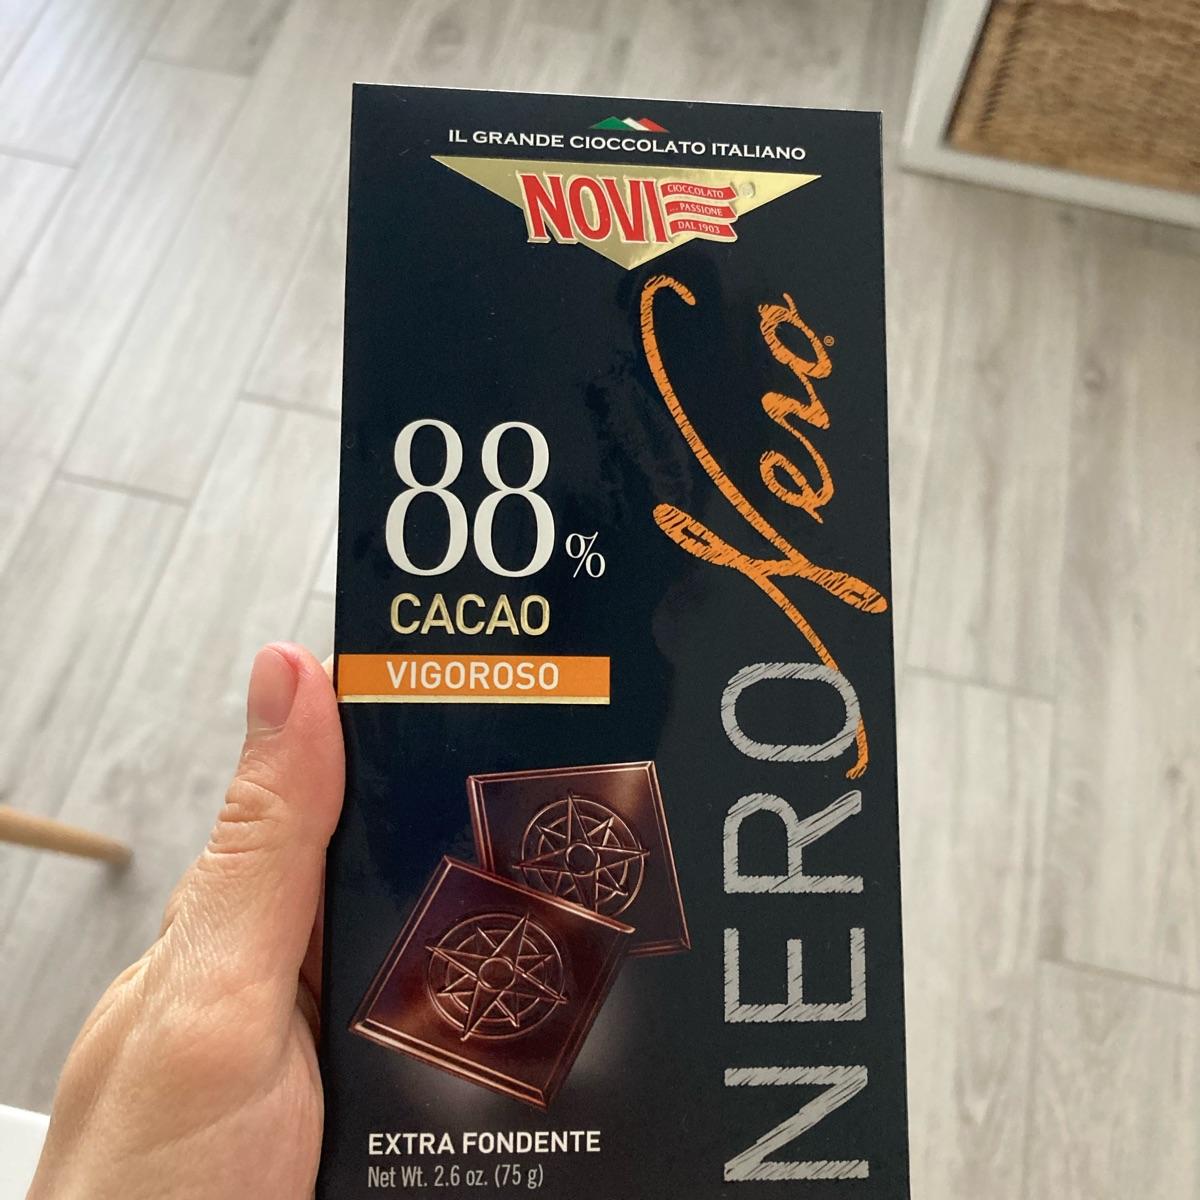 IL GRANDE CIOCCOLATO ITALIANO
NOVI
CIOCCOLATO
... PASSIONE
DAL 1903
®
NERO Nero®
88%
CACAO
VIGOROSO
EXTRA FONDENTE
Net Wt. 2.6 oz. (75 g)